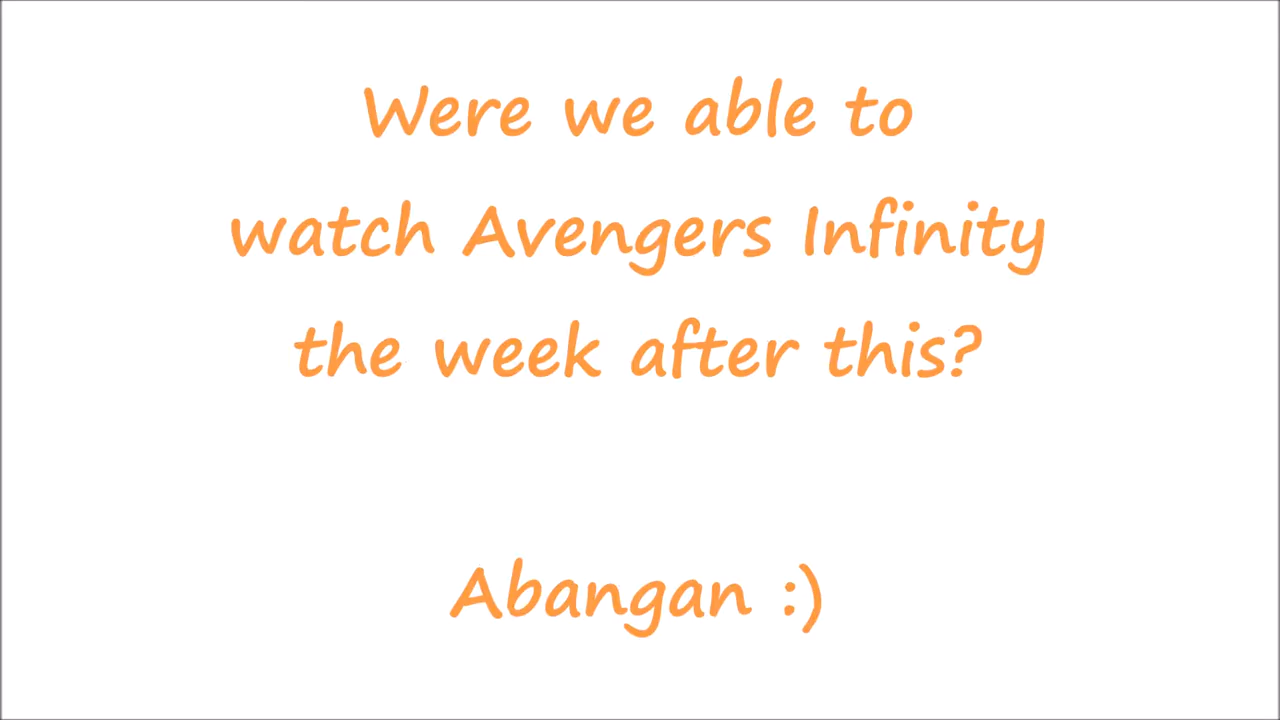 Were we able to
watch Avengers Infinity
the week after this?
Abangan :)